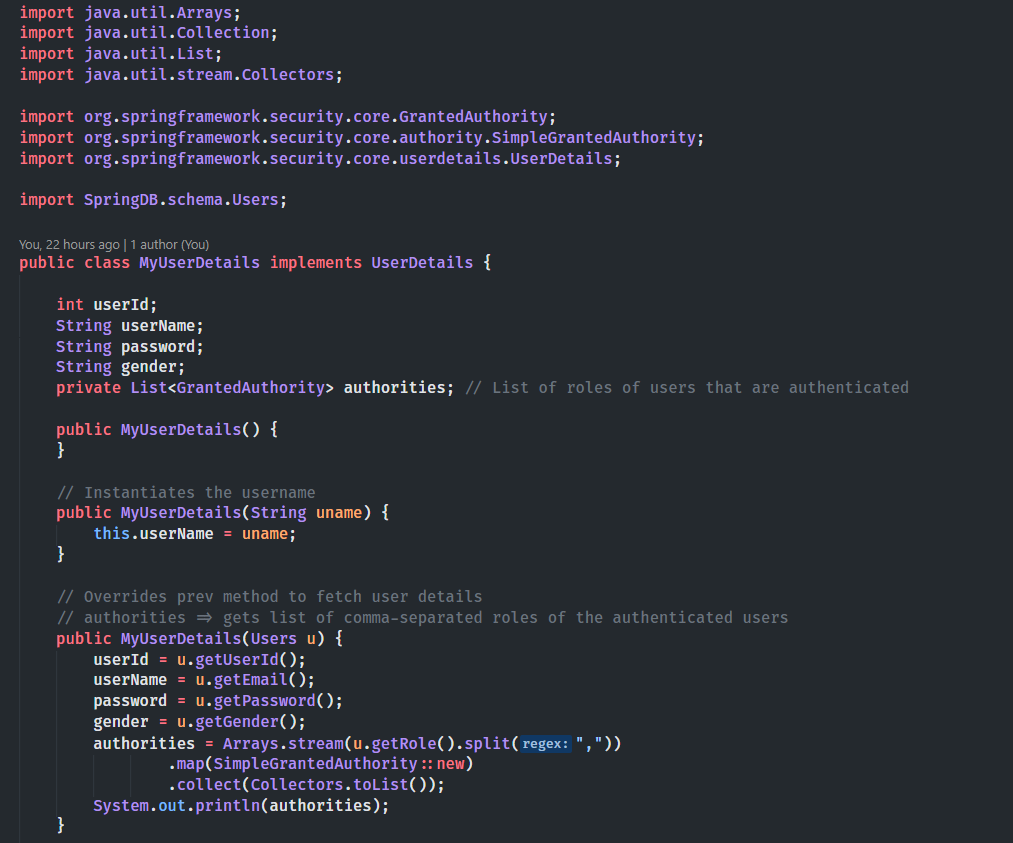 import java.util.Arrays;
import java.util.Collection;
import java.util.List;
import java.util.stream.Collectors;
import org.springframework.security.core.GrantedAuthority;
import org.springframework.security.core.authority.SimpleGrantedAuthority;
import org.springframework.security.core.userdetails.UserDetails;
import SpringDB.schema.Users;
You, 22 hours ago | 1 author (You)
public class MyUserDetails implements UserDetails {
    int userId;
    String userName;
    String password;
    String gender;
    private List<GrantedAuthority> authorities; // List of roles of users that are authenticated
    public MyUserDetails() {
    }
    // Instantiates the username
    public MyUserDetails(String uname) {
        this.userName = uname;
    }
    // Overrides prev method to fetch user details
    // authorities ⇒ gets list of comma-separated roles of the authenticated users
    public MyUserDetails(Users u) {
        userId = u.getUserId();
        userName = u.getEmail();
        password = u.getPassword();
        gender = u.getGender();
        authorities = Arrays.stream(u.getRole().split(regex: ","))
                .map(SimpleGrantedAuthority::new)
                .collect(Collectors.toList());
        System.out.println(authorities);
    }